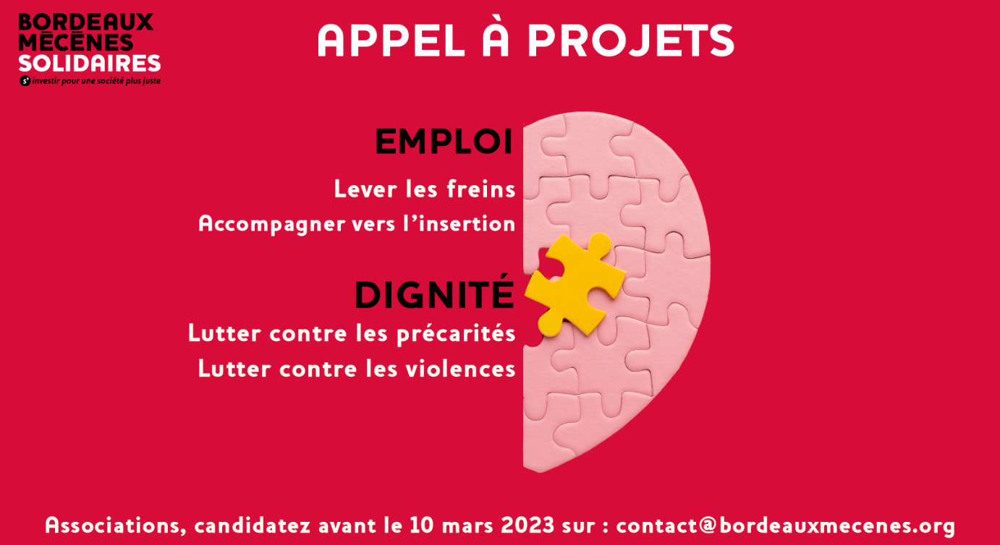 BORDEAUX
MÉCÈNES
SOLIDAIRES
s' investir pour une société plus juste
APPEL À PROJETS
EMPLOI
Lever les freins
Accompagner vers l'insertion
DIGNITÉ
Lutter contre les précarités
Lutter contre les violences
Associations, candidatez avant le 10 mars 2023 sur : contact@bordeauxmecenes.org